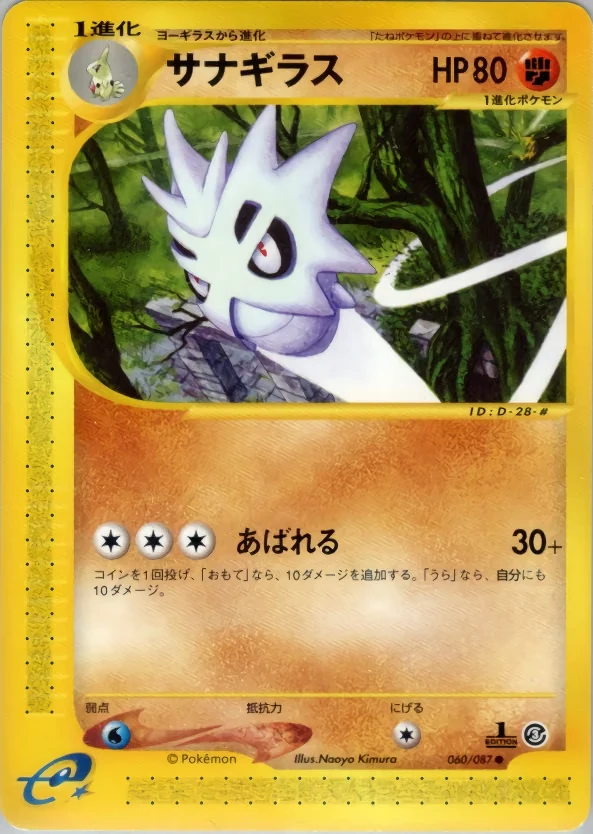 1進化
ヨーギラスから進化
「たねポケモン」の上に重ねて進化させます。
サナギラス
HP80
1進化ポケモン
ID:D-28-#
あばれる
30+
コインを1回投げ、「おもて」なら、10ダメージを追加する。「うら」なら、自分にも
10ダメージ。
弱点
抵抗力
にげる
1
EDITION
3
© Pokémon
Illus.Naoyo Kimura
060/087 ●
e